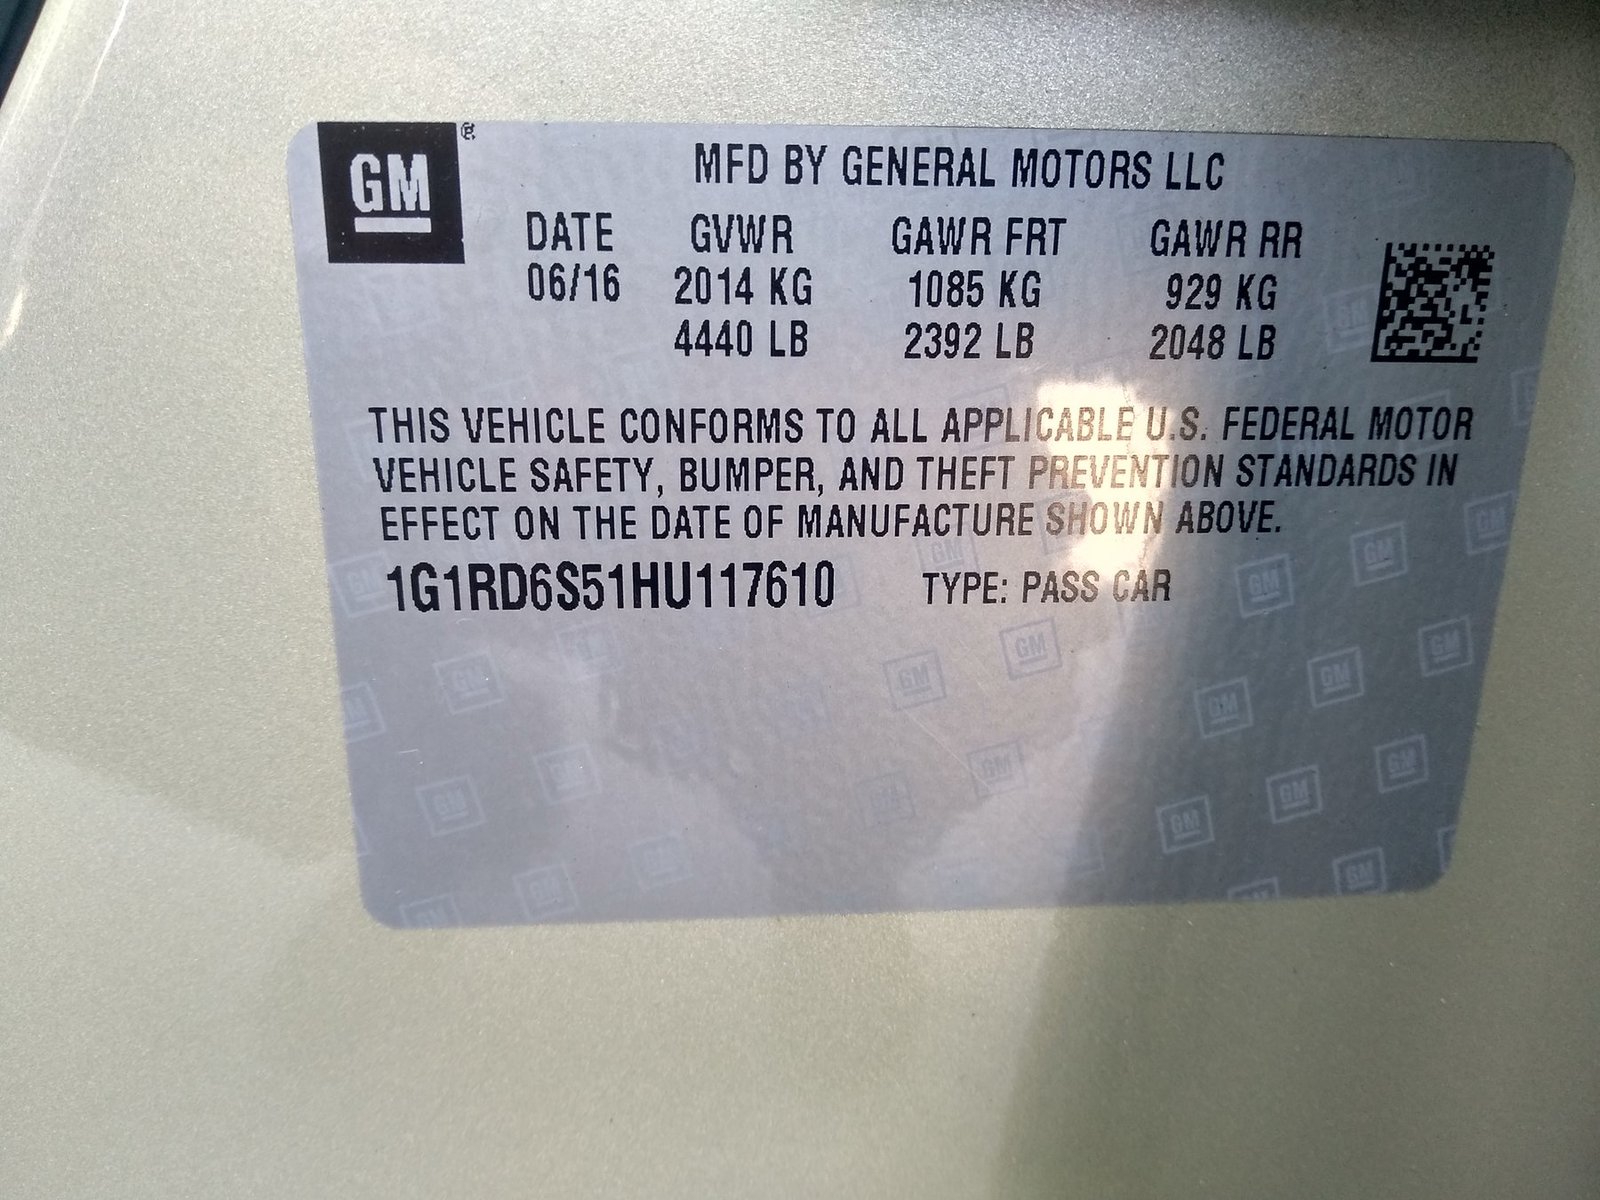 GM ®
MFD BY GENERAL MOTORS LLC
DATE GVWR GAWR FRT GAWR RR
06/16 2014 KG 1085 KG 929 KG
4440 LB 2392 LB 2048 LB
THIS VEHICLE CONFORMS TO ALL APPLICABLE U.S. FEDERAL MOTOR
VEHICLE SAFETY, BUMPER, AND THEFT PREVENTION STANDARDS IN
EFFECT ON THE DATE OF MANUFACTURE SHOWN ABOVE.
1G1RD6S51HU117610 TYPE: PASS CAR